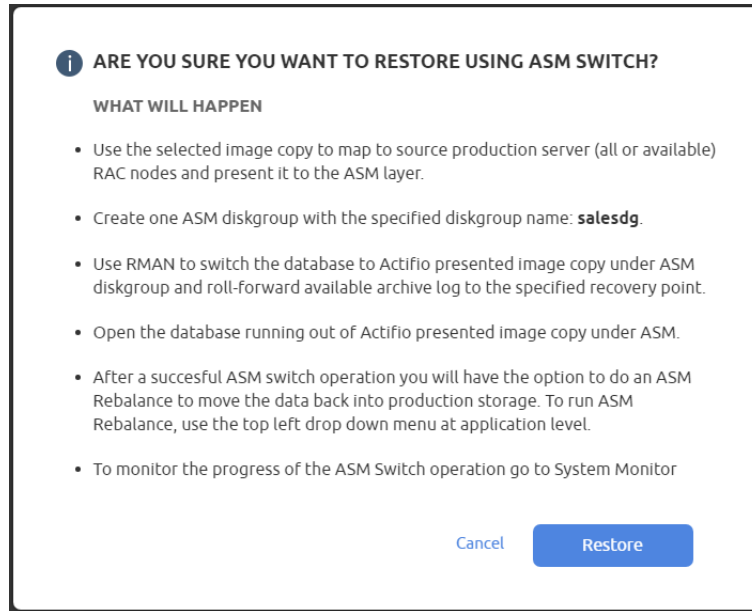 ARE YOU SURE YOU WANT TO RESTORE USING ASM SWITCH?
WHAT WILL HAPPEN
• Use the selected image copy to map to source production server (all or available)
RAC nodes and present it to the ASM layer.
• Create one ASM diskgroup with the specified diskgroup name: salesdg.
• Use RMAN to switch the database to Actifio presented image copy under ASM
diskgroup and roll-forward available archive log to the specified recovery point.
• Open the database running out of Actifio presented image copy under ASM.
• After a succesful ASM switch operation you will have the option to do an ASM
Rebalance to move the data back into production storage. To run ASM
Rebalance, use the top left drop down menu at application level.
• To monitor the progress of the ASM Switch operation go to System Monitor
Cancel Restore